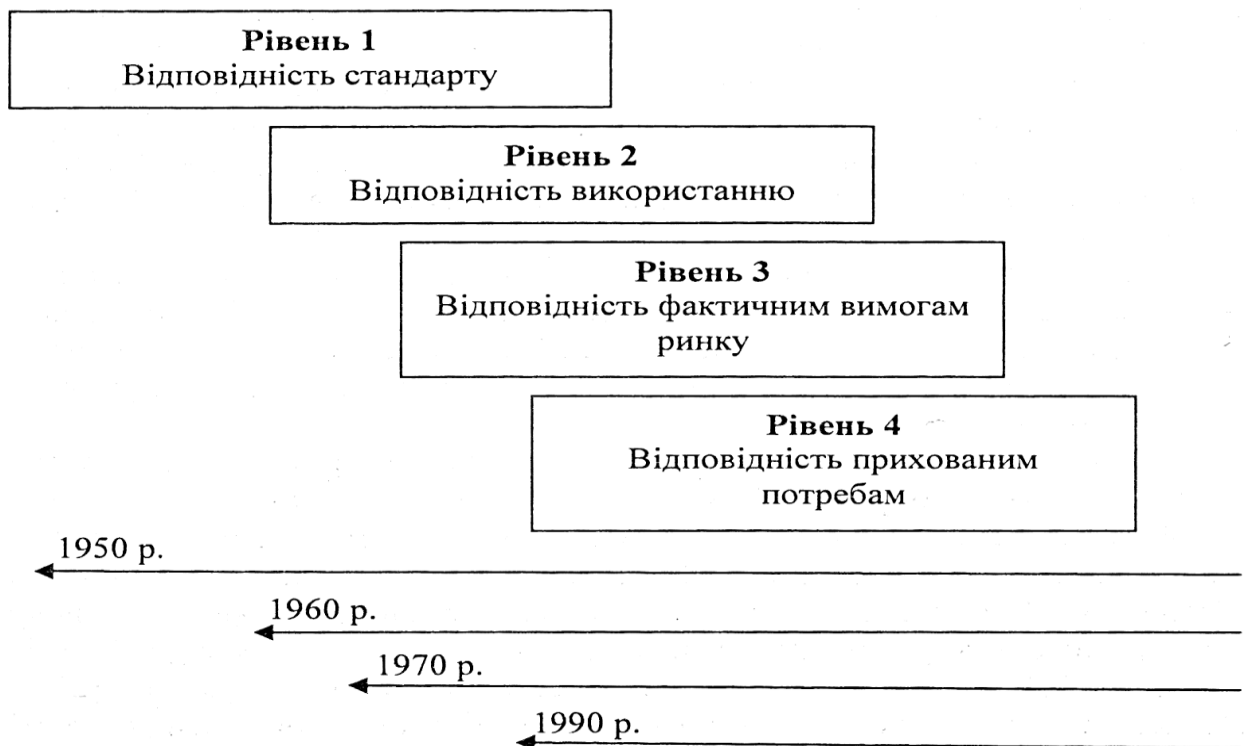 Рівень 1
Відповідність стандарту
Рівень 2
Відповідність використанню
Рівень 3
Відповідність фактичним вимогам
ринку
Рівень 4
Відповідність прихованим
потребам
1950 р.
1960 р.
1970 р.
1990 р.